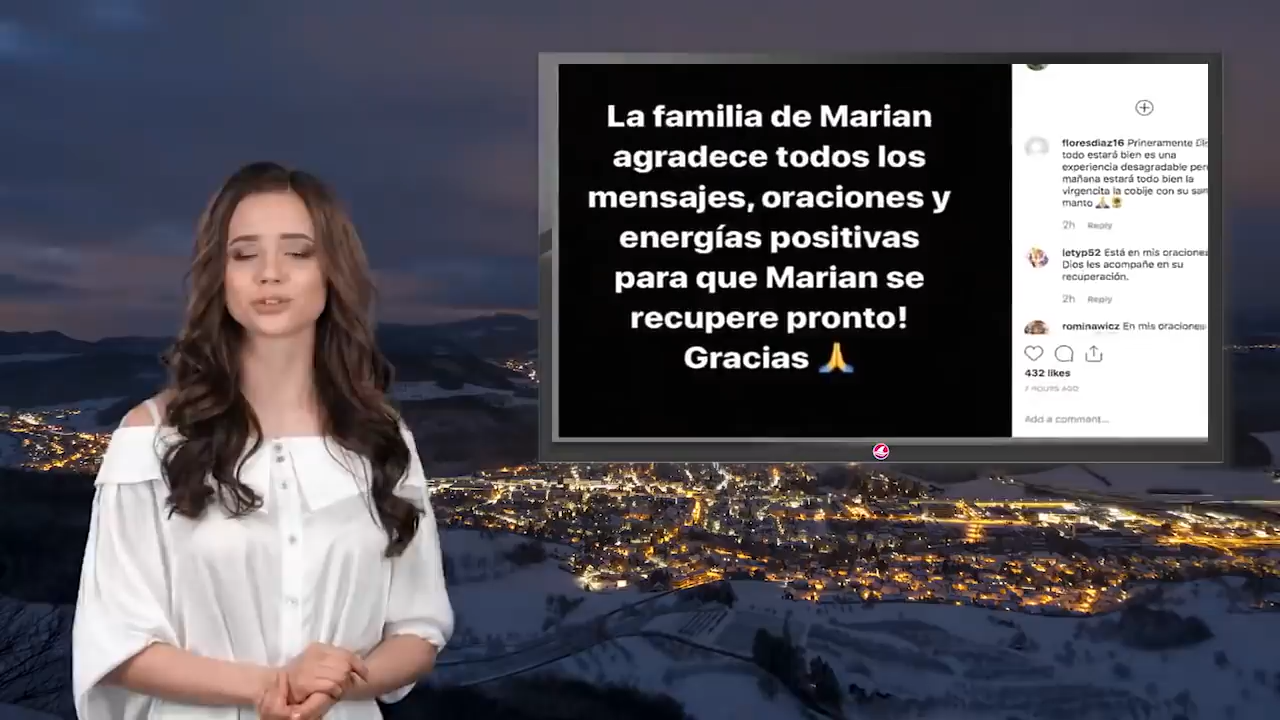 La familia de Marian
agradece todos los
mensajes, oraciones y
energías positivas
para que Marian se
recupere pronto!
Gracias 🙏
floresdiaz16 Prineramente
todo estará bien es una
experiencia desagradable
mañana estará todo bien la
virgencita la cobije con su
manto 🙏🌻
2h Reply
letyp52 Está en mis oraciones
Dios les acompañe en su
recuperación.
2h Reply
rominawicz En mis oraciones
432 likes
7 HOURS AGO
Add a comment...